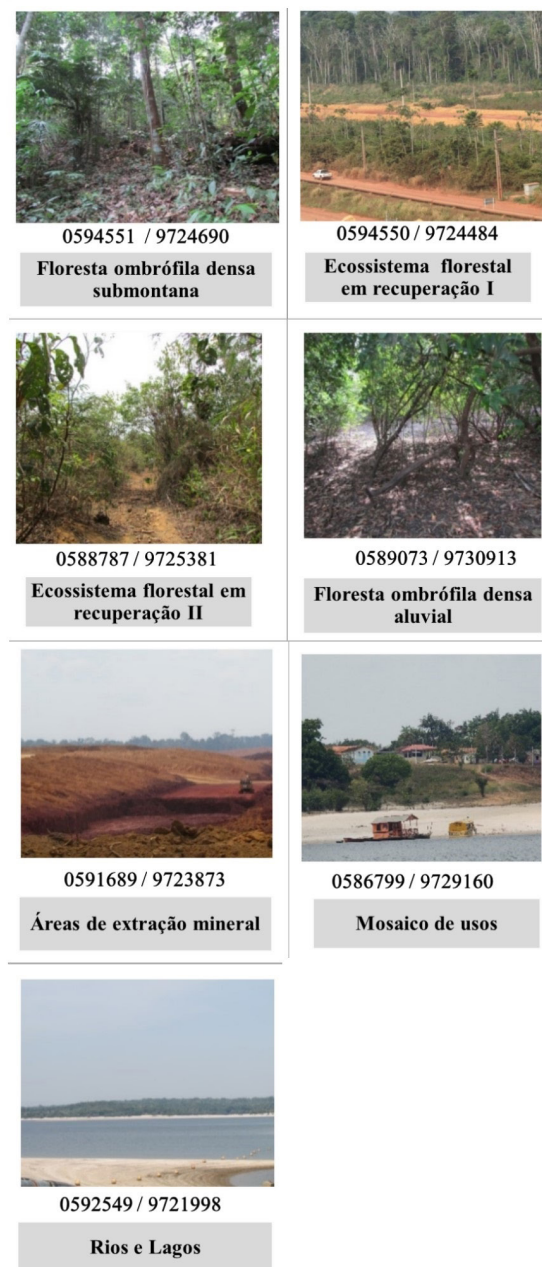 0594551 / 9724690
Floresta ombrófila densa
submontana
0594550 / 9724484
Ecossistema florestal
em recuperação I
0588787 / 9725381
Ecossistema florestal em
recuperação II
0589073 / 9730913
Floresta ombrófila densa
aluvial
0591689 / 9723873
Áreas de extração mineral
0586799 / 9729160
Mosaico de usos
0592549 / 9721998
Rios e Lagos